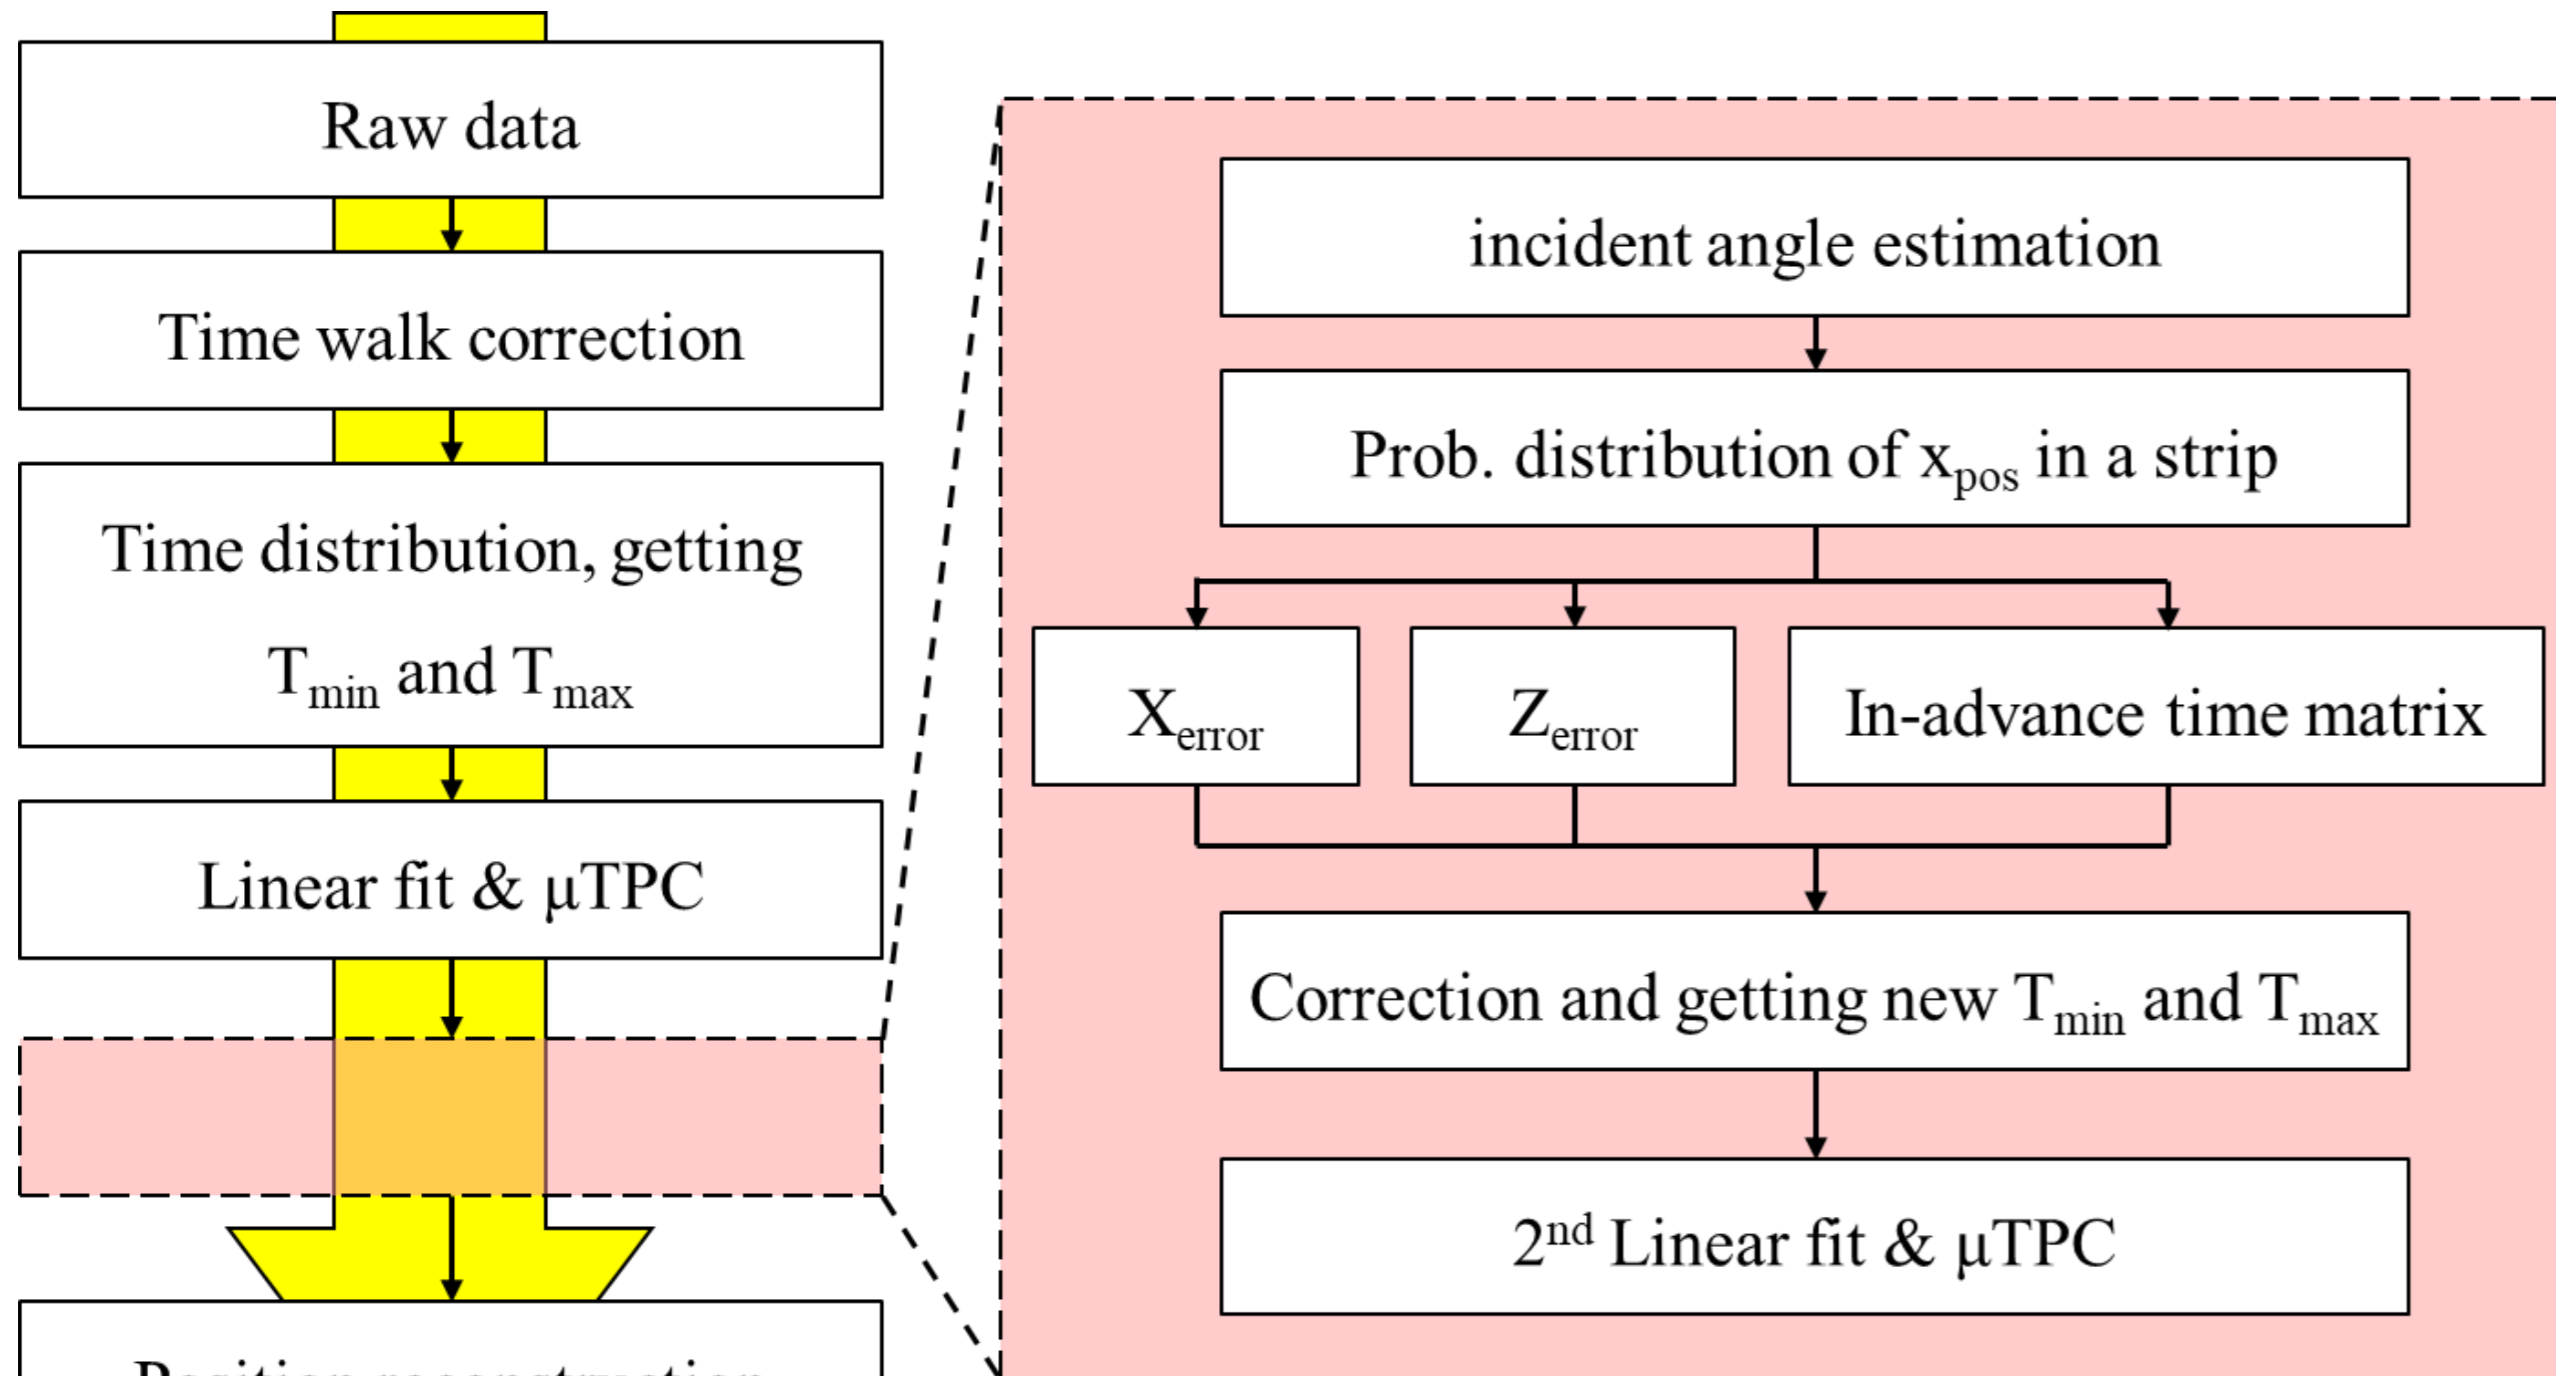 Raw data
Time walk correction
Time distribution, getting
Tmin and Tmax
Linear fit & μTPC
Position reconstruction
incident angle estimation
Prob. distribution of xpos in a strip
Xerror
Zerror
In-advance time matrix
Correction and getting new Tmin and Tmax
2nd Linear fit & μTPC